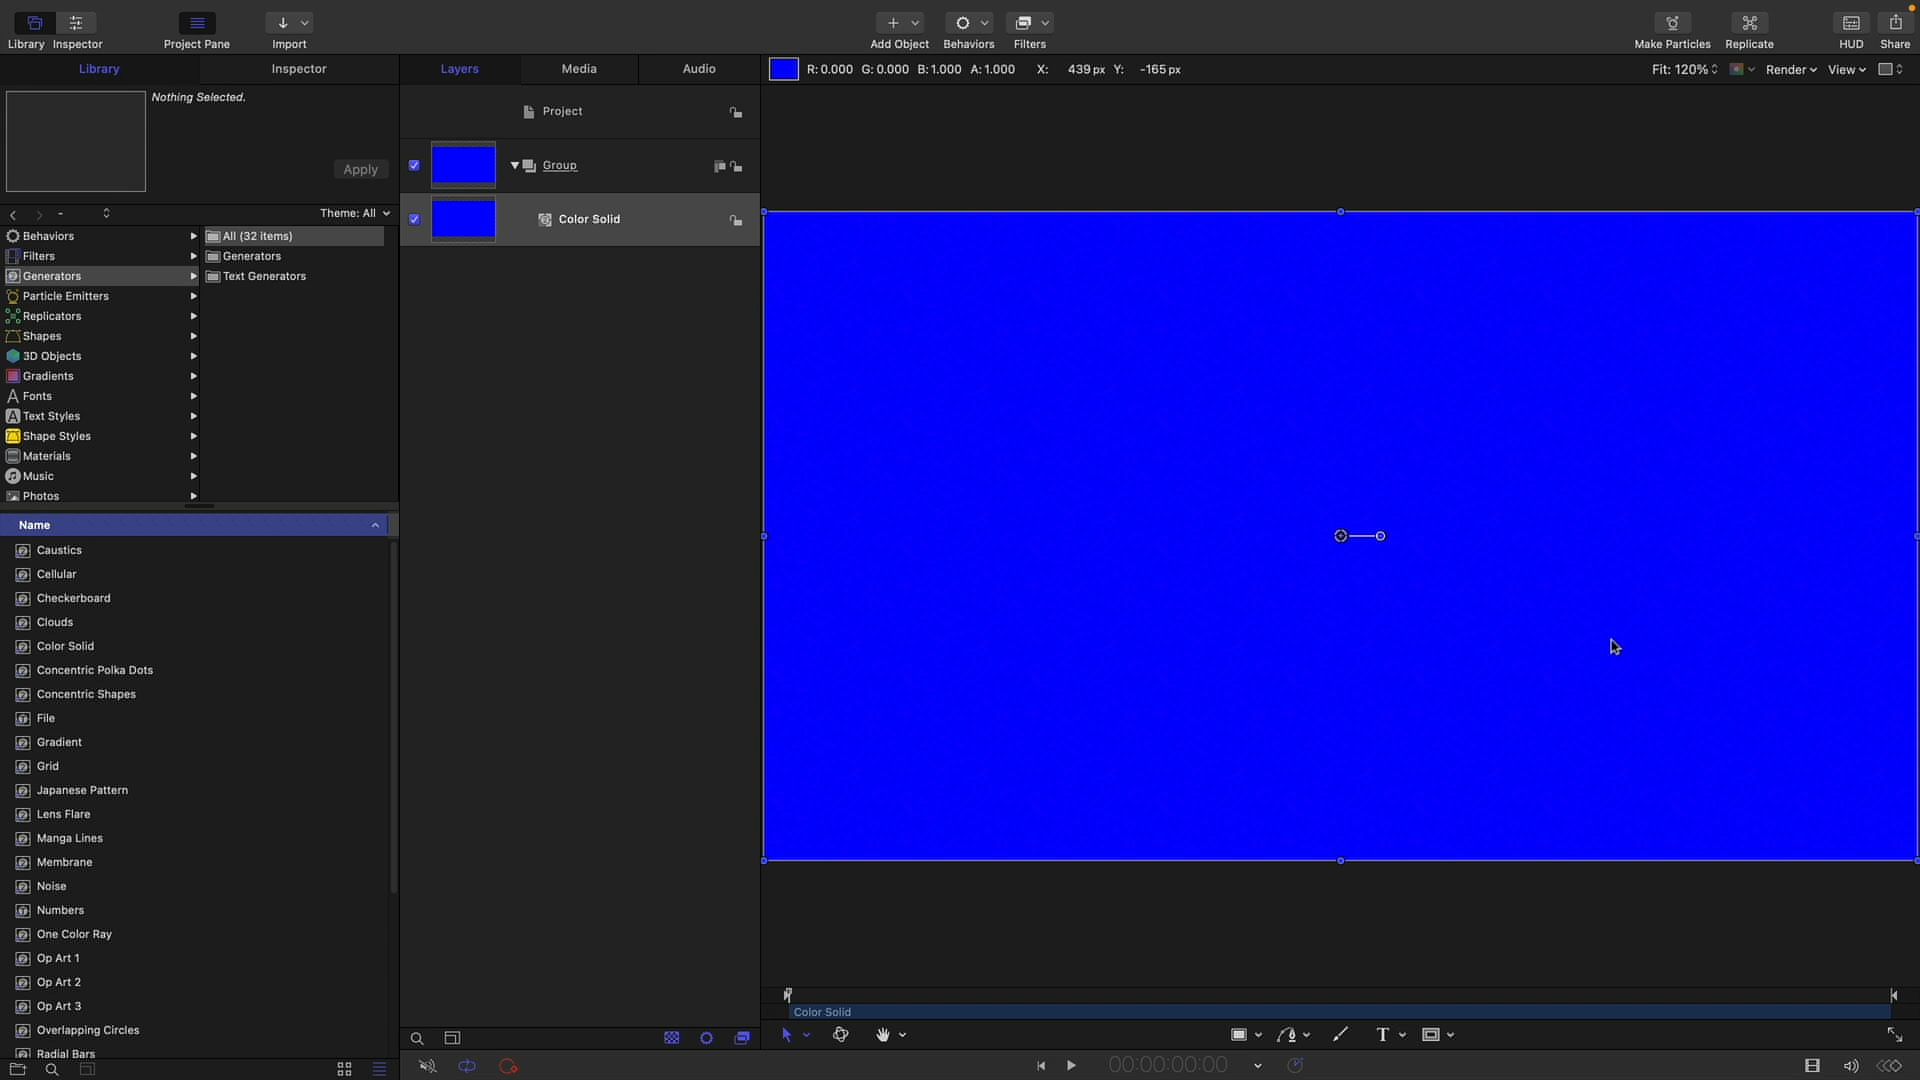 Library
Inspector
Project Pane
Import
Add Object
Behaviors
Filters
Make Particles
Replicate
HUD
Share
Library
Inspector
Layers
Media
Audio
R: 0.000 G: 0.000 B: 1.000 A: 1.000 X: 439 px Y: -165 px
Fit: 120%
Render
View
Nothing Selected.
Apply
- 
Theme: All
Behaviors
Filters
Generators
Particle Emitters
Replicators
Shapes
3D Objects
Gradients
Fonts
Text Styles
Shape Styles
Materials
Music
Photos
All (32 items)
Generators
Text Generators
Name
Caustics
Cellular
Checkerboard
Clouds
Color Solid
Concentric Polka Dots
Concentric Shapes
File
Gradient
Grid
Japanese Pattern
Lens Flare
Manga Lines
Membrane
Noise
Numbers
One Color Ray
Op Art 1
Op Art 2
Op Art 3
Overlapping Circles
Radial Bars
Project
Group
Color Solid
Color Solid
T
00:00:00:00